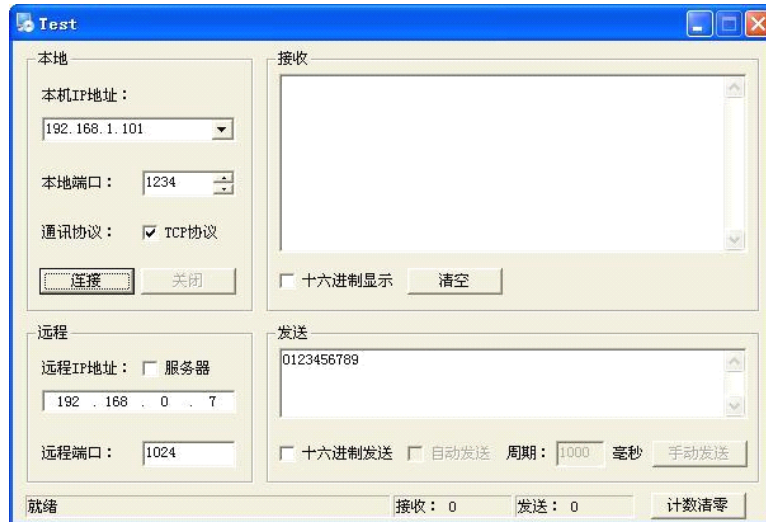 Test
本地
本机IP地址：
192.168.1.101
本地端口： 1234
通讯协议： TCP协议
连接 关闭
接收
十六进制显示 清空
远程
远程IP地址： 服务器
192 . 168 . 0 . 7
远程端口： 1024
发送
0123456789
十六进制发送 自动发送 周期： 1000 毫秒 手动发送
就绪 接收： 0 发送： 0 计数清零